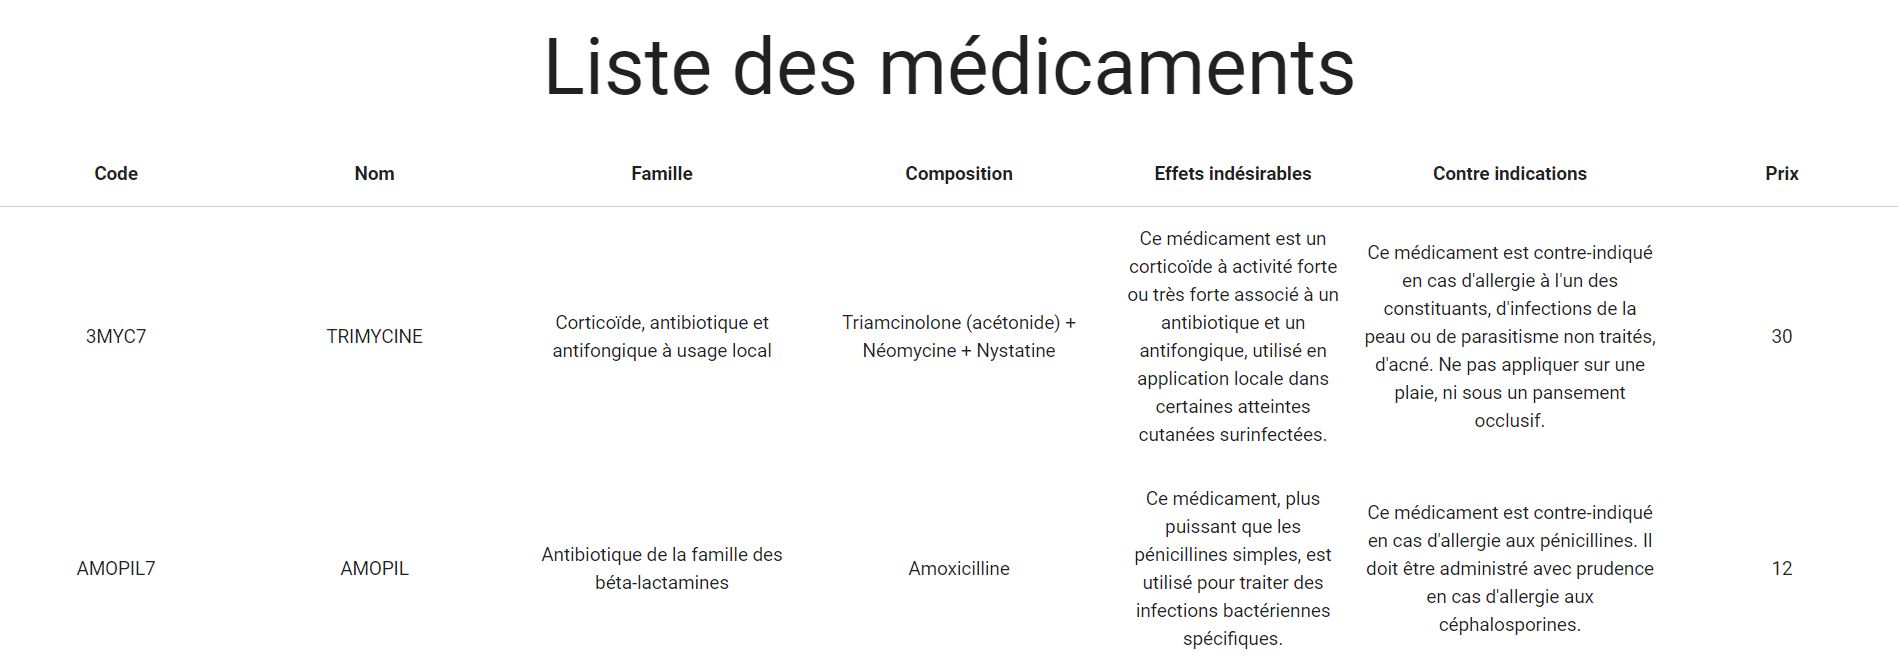 Liste des médicaments
Code Nom Famille Composition Effets indésirables Contre indications Prix
3MYC7
TRIMYCINE
Corticoïde, antibiotique et
antifongique à usage local
Triamcinolone (acétonide) +
Néomycine + Nystatine
Ce médicament est un
corticoïde à activité forte
ou très forte associé à un
antibiotique et un
antifongique, utilisé en
application locale dans
certaines atteintes
cutanées surinfectées.
Ce médicament est contre-indiqué
en cas d'allergie à l'un des
constituants, d'infections de la
peau ou de parasitisme non traités,
d'acné. Ne pas appliquer sur une
plaie, ni sous un pansement
occlusif.
30
AMOPIL7
AMOPIL
Antibiotique de la famille des
béta-lactamines
Amoxicilline
Ce médicament, plus
puissant que les
pénicillines simples, est
utilisé pour traiter des
infections bactériennes
spécifiques.
Ce médicament est contre-indiqué
en cas d'allergie aux pénicillines. Il
doit être administré avec prudence
en cas d'allergie aux
céphalosporines.
12